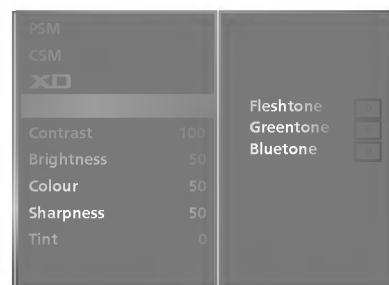 PSM
CSM
XD
Contrast 100
Brightness 50
Colour 50
Sharpness 50
Tint 0
Fleshtone
Greentone
Bluetone